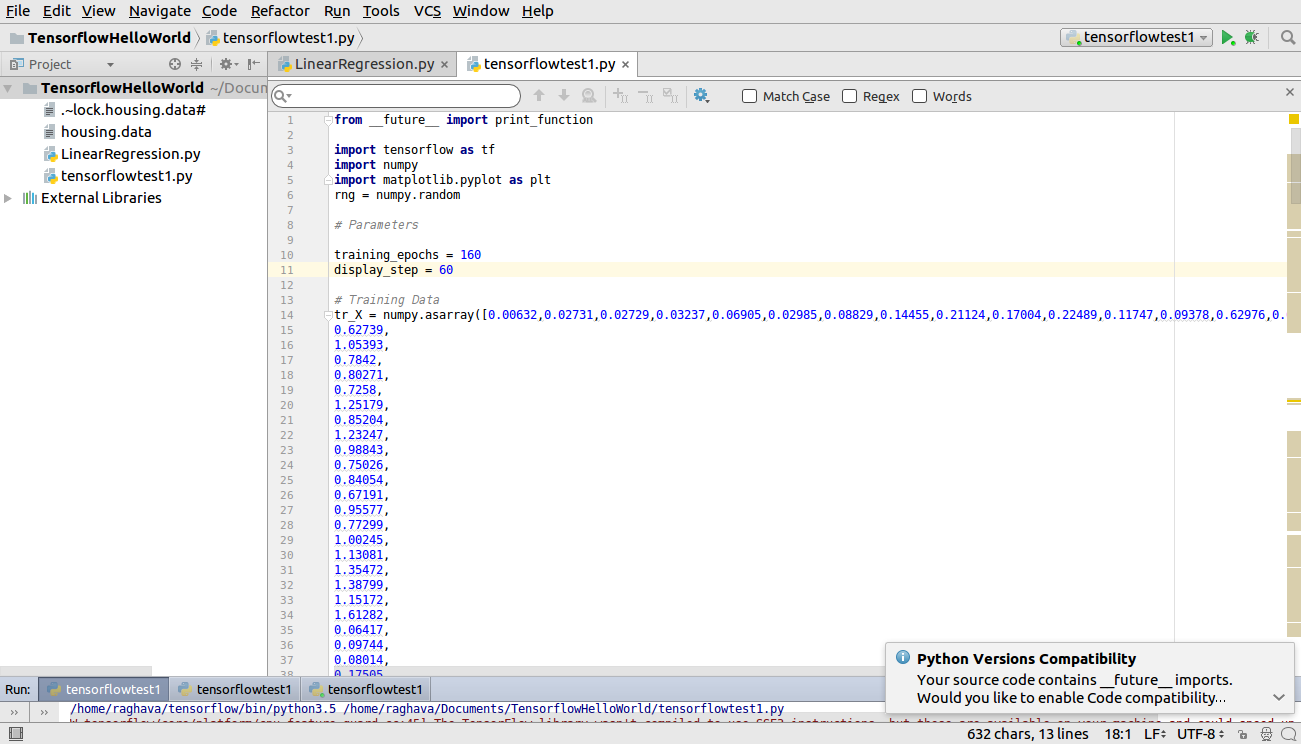 File Edit View Navigate Code Refactor Run Tools VCS Window Help
TensorflowHelloWorld tensorflowtest1.py tensorflowtest1
Project LinearRegression.py tensorflowtest1.py
TensorflowHelloWorld ~/Docum
.~lock.housing.data#
housing.data
LinearRegression.py
tensorflowtest1.py
External Libraries
Match Case Regex Words
1 from __future__ import print_function
2
3 import tensorflow as tf
4 import numpy
5 import matplotlib.pyplot as plt
6 rng = numpy.random
7
8 # Parameters
9
10 training_epochs = 160
11 display_step = 60
12
13 # Training Data
14 tr_X = numpy.asarray([0.00632,0.02731,0.02729,0.03237,0.06905,0.02985,0.08829,0.14455,0.21124,0.17004,0.22489,0.11747,0.09378,0.62976,0.
15 0.62739,
16 1.05393,
17 0.7842,
18 0.80271,
19 0.7258,
20 1.25179,
21 0.85204,
22 1.23247,
23 0.98843,
24 0.75026,
25 0.84054,
26 0.67191,
27 0.95577,
28 0.77299,
29 1.00245,
30 1.13081,
31 1.35472,
32 1.38799,
33 1.15172,
34 1.61282,
35 0.06417,
36 0.09744,
37 0.08014,
38 0.17505
Python Versions Compatibility
Your source code contains __future__ imports.
Would you like to enable Code compatibility...
Run: tensorflowtest1 tensorflowtest1 tensorflowtest1
/home/raghava/tensorflow/bin/python3.5 /home/raghava/Documents/TensorflowHelloWorld/tensorflowtest1.py
632 chars, 13 lines 18:1 LF UTF-8